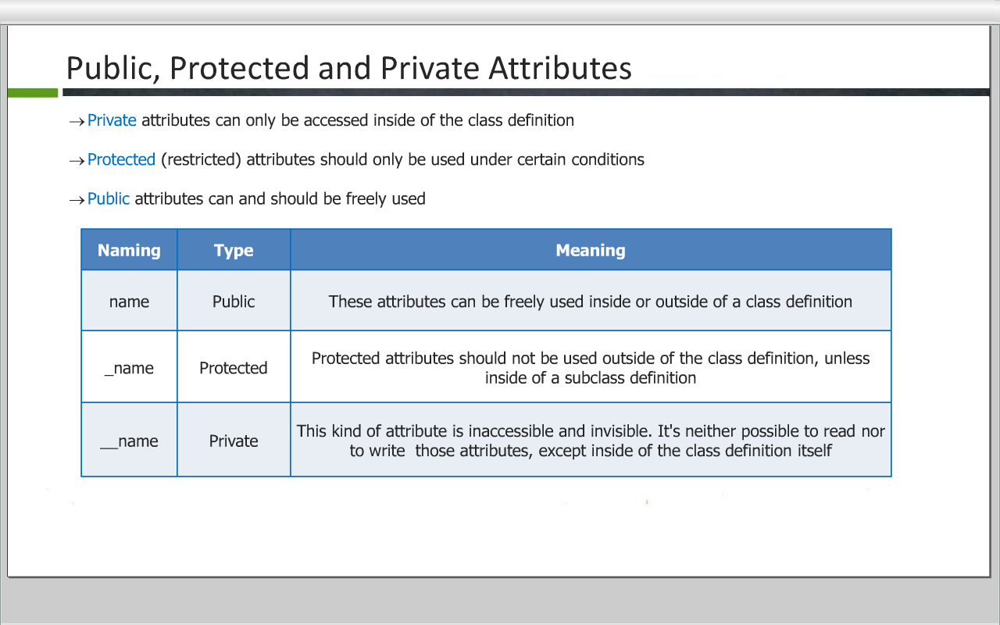 Public, Protected and Private Attributes
→Private attributes can only be accessed inside of the class definition
→Protected (restricted) attributes should only be used under certain conditions
→Public attributes can and should be freely used
Naming Type Meaning
name Public These attributes can be freely used inside or outside of a class definition
_name Protected Protected attributes should not be used outside of the class definition, unless
inside of a subclass definition
__name Private This kind of attribute is inaccessible and invisible. It's neither possible to read nor
to write  those attributes, except inside of the class definition itself